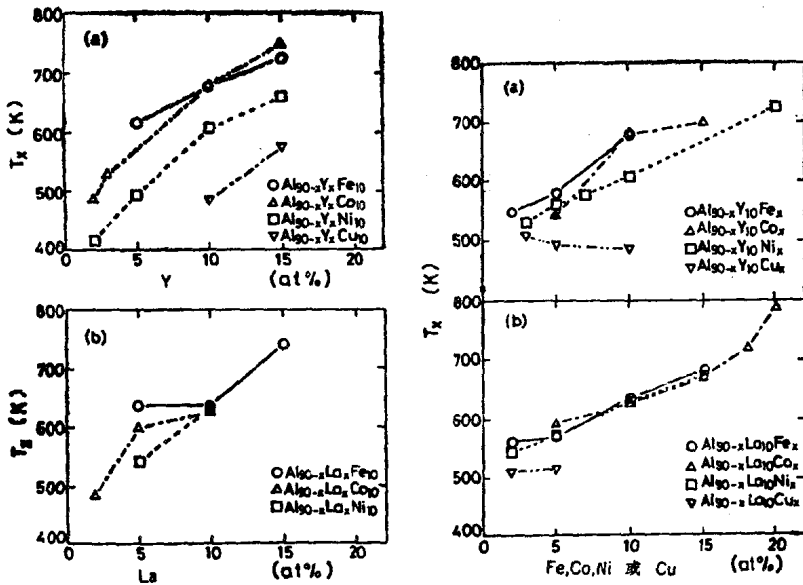 (a)
800
700
600
500
400
Tx (K)
0
5
10
15
20
Y
(at%)
Al90-xYxFe10
Al90-xYxCo10
Al90-xYxNi10
Al90-xYxCu10
(b)
800
700
600
500
400
Tx (K)
0
5
10
15
20
La
(at%)
Al90-xLaxFe10
Al90-xLaxCo10
Al90-xLaxNi10
(a)
800
700
600
500
Tx (K)
Al90-xY10Fex
Al90-xY10Cox
Al90-xY10Nix
Al90-xY10Cux
(b)
800
700
600
500
400
0
5
10
15
20
Al90-xLa10Fex
Al90-xLa10Cox
Al90-xLa10Nix
Al90-xLa10Cux
Fe,Co,Ni 或 Cu
(at%)